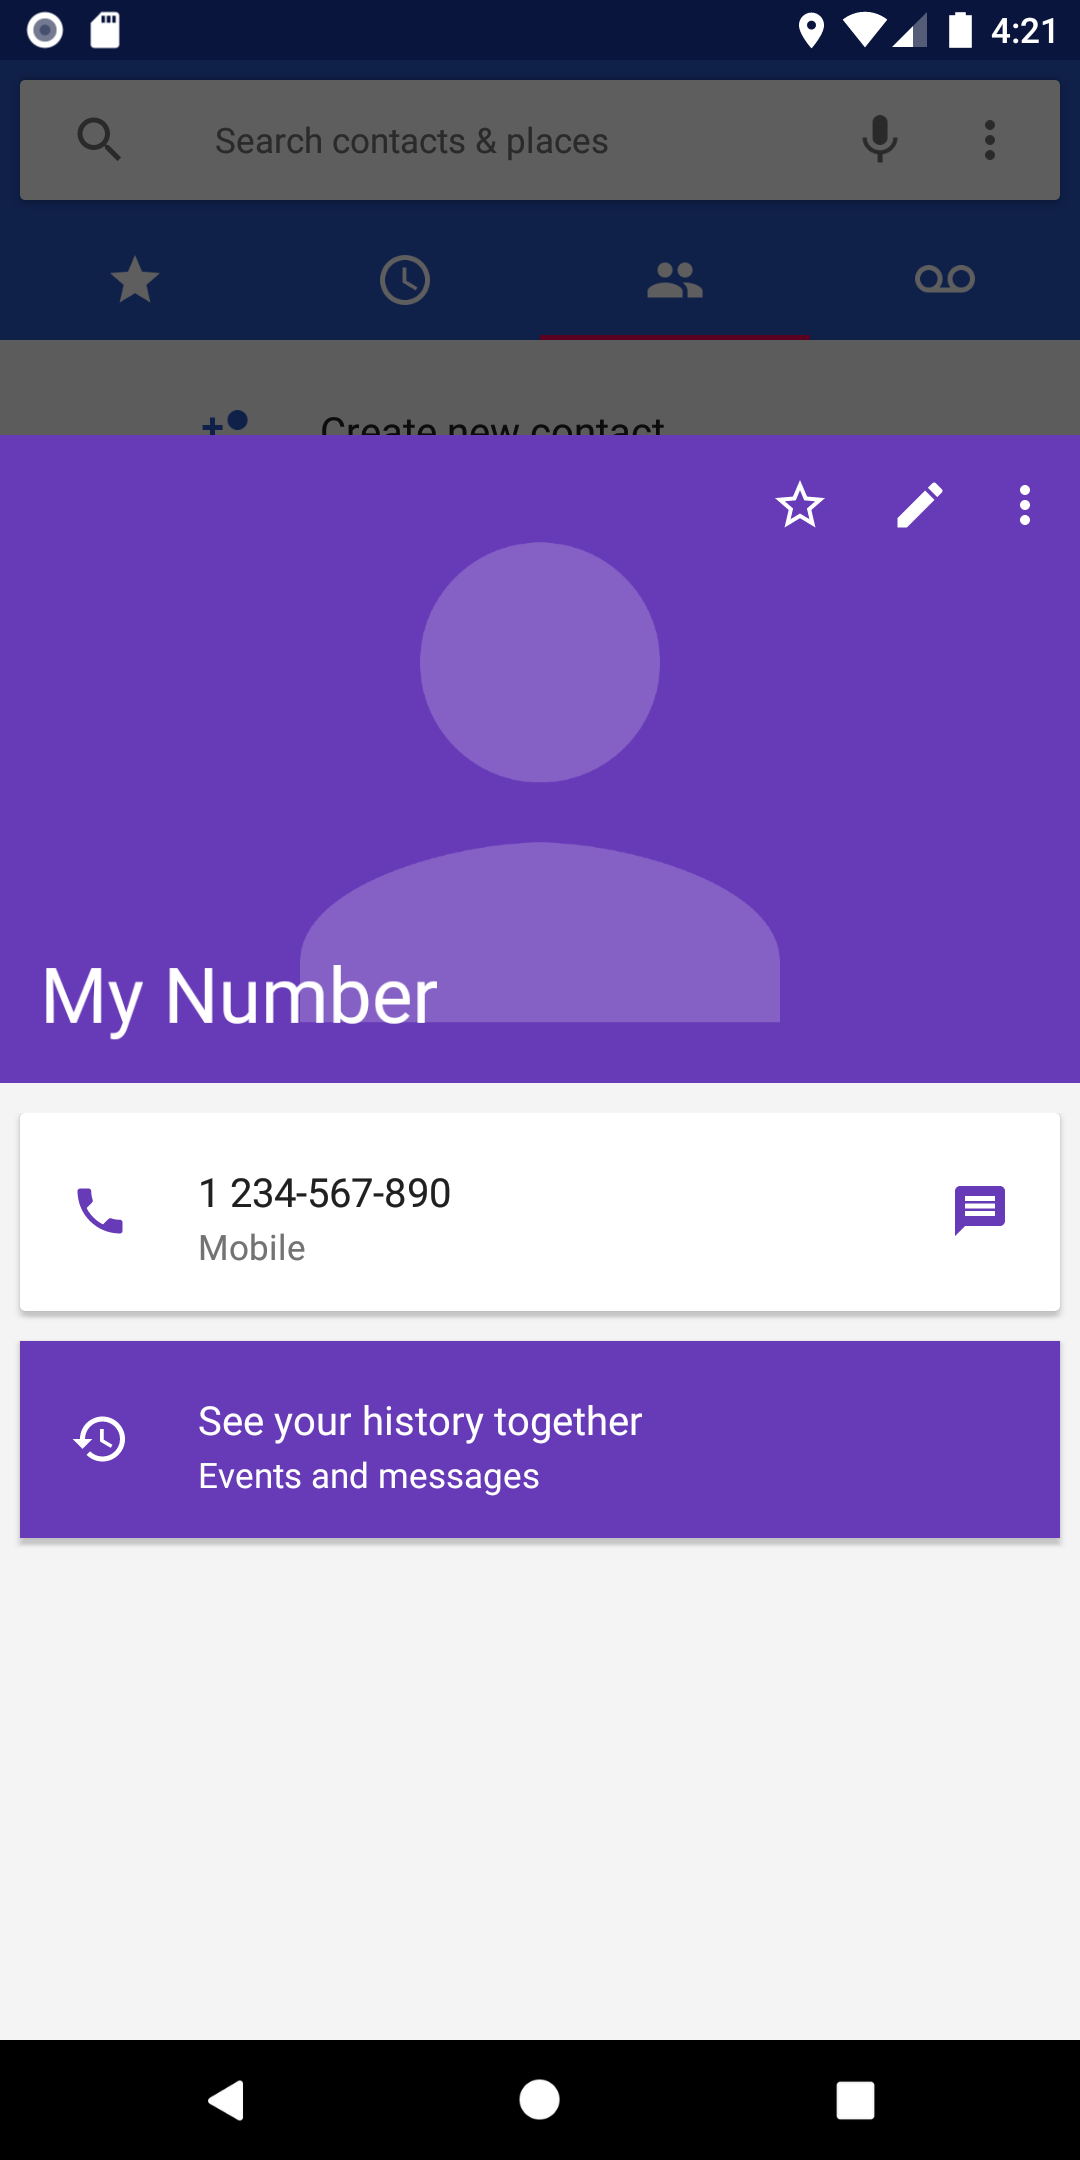 4:21
Search contacts & places
Create new contact
My Number
1 234-567-890
Mobile
See your history together
Events and messages